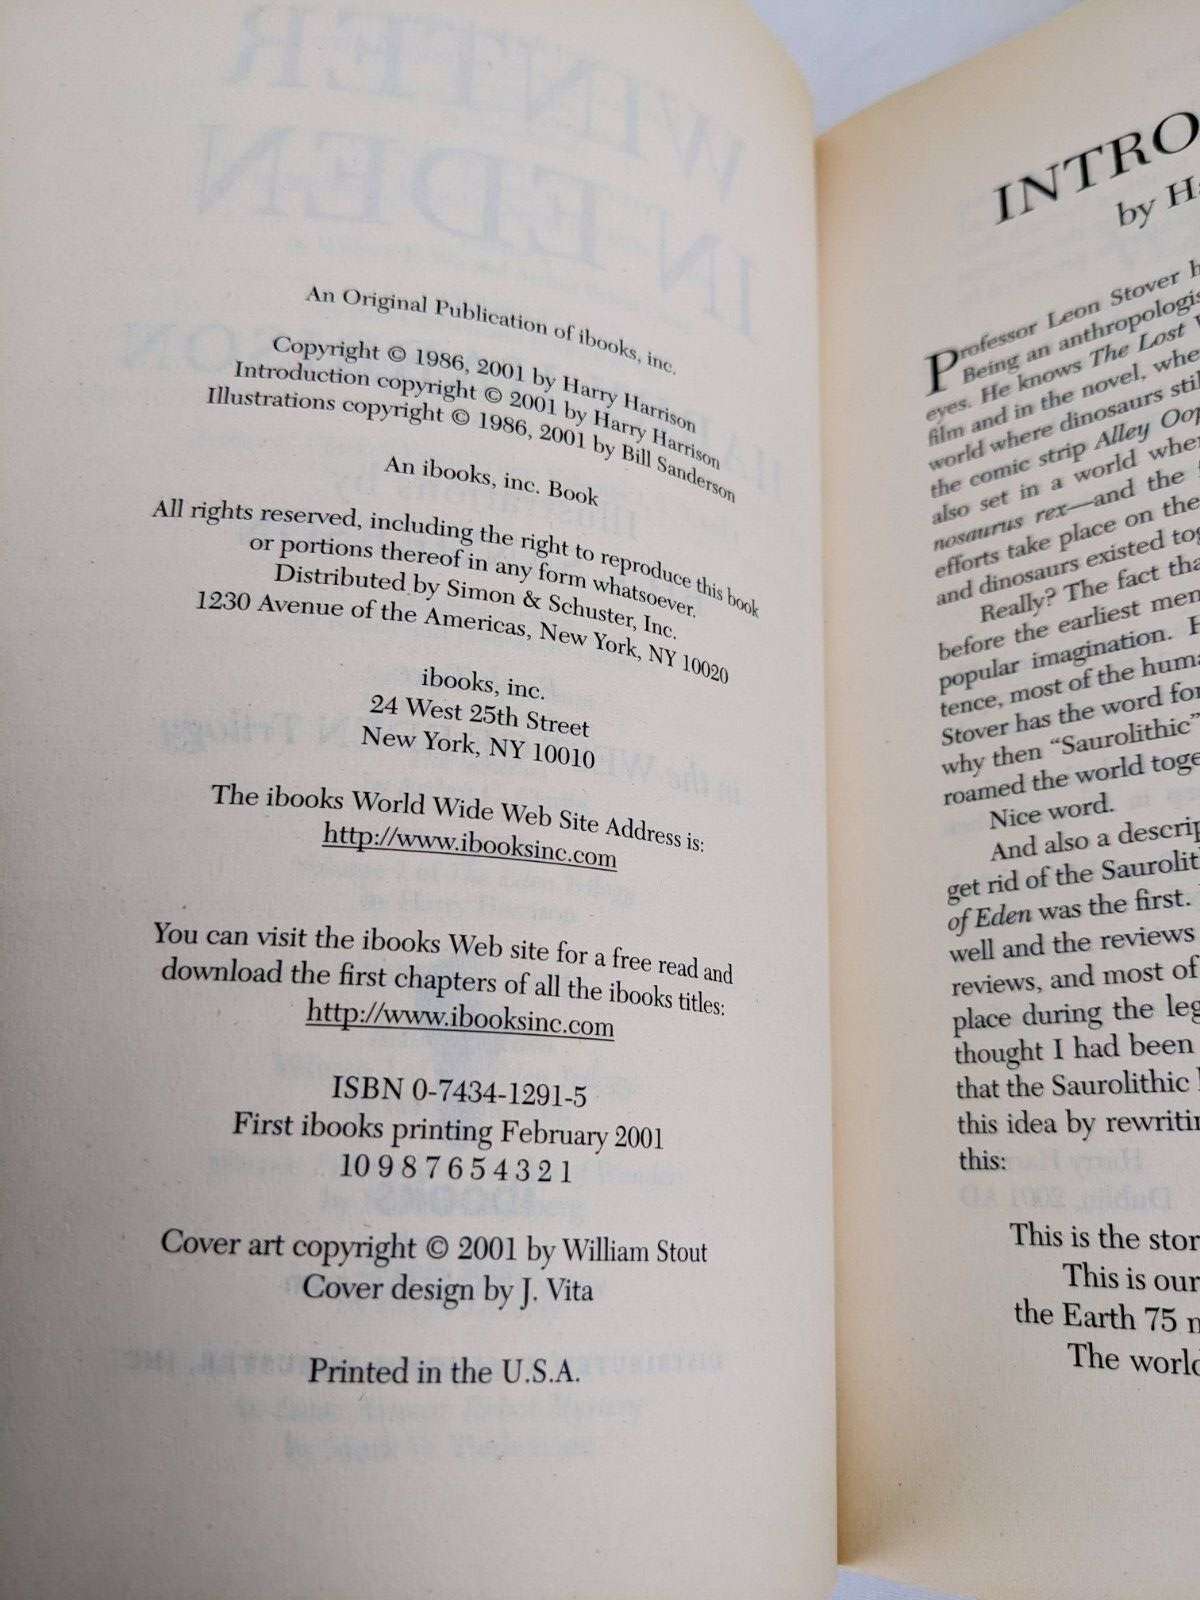 WINTER
IN EDEN
An Original Publication of ibooks, inc.
Copyright © 1986, 2001 by Harry Harrison
Introduction copyright © 2001 by Harry Harrison
Illustrations copyright © 1986, 2001 by Bill Sanderson
An ibooks, inc. Book
All rights reserved, including the right to reproduce this book
or portions thereof in any form whatsoever.
Distributed by Simon & Schuster, Inc.
1230 Avenue of the Americas, New York, NY 10020
ibooks, inc.
24 West 25th Street
New York, NY 10010
The ibooks World Wide Web Site Address is:
http://www.ibooksinc.com
You can visit the ibooks Web site for a free read and
download the first chapters of all the ibooks titles:
http://www.ibooksinc.com
ISBN 0-7434-1291-5
First ibooks printing February 2001
10 9 8 7 6 5 4 3 2 1
Cover art copyright © 2001 by William Stout
Cover design by J. Vita
Printed in the U.S.A.
INTRO
by Ha
Professor Leon Stover h
Being an anthropologis
eyes. He knows The Lost
film and in the novel, whe
world where dinosaurs stil
the comic strip Alley Oop
also set in a world wher
nosaurus rex—and the
efforts take place on the
and dinosauros existed tog
Really? The fact tha
before the earliest men
popular imagination. H
tence, most of the huma
Stover has the word for
why then “Saurolithic”
roamed the world toge
Nice word.
And also a descrip
get rid of the Saurolit
of Eden was the first.
well and the reviews
reviews, and most of
place during the leg
thought I had been
that the Saurolithic
this idea by rewritin
this:
This is the stor
This is our
the Earth 75 m
The world